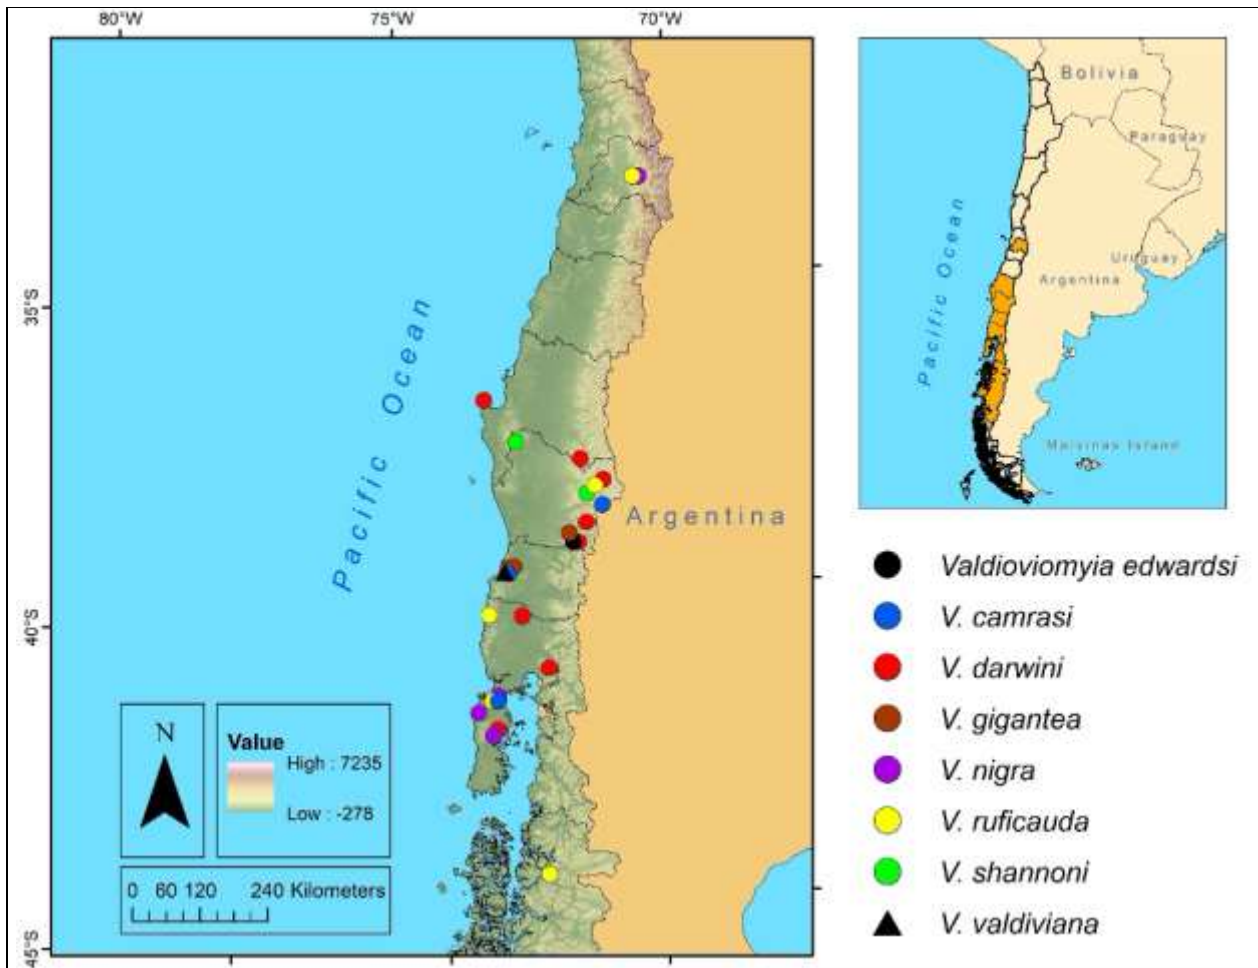 80°W
75°W
70°W
35°S
40°S
45°S
Pacific Ocean
Argentina
N
Value
High : 7235
Low : -278
0 60 120 240 Kilometers
Bolivia
Paraguay
Uruguay
Argentina
Pacific Ocean
Malsinas Island
Valdioviomyia edwardsi
V. camrasi
V. darwini
V. gigantea
V. nigra
V. ruficauda
V. shannoni
V. valdiviana